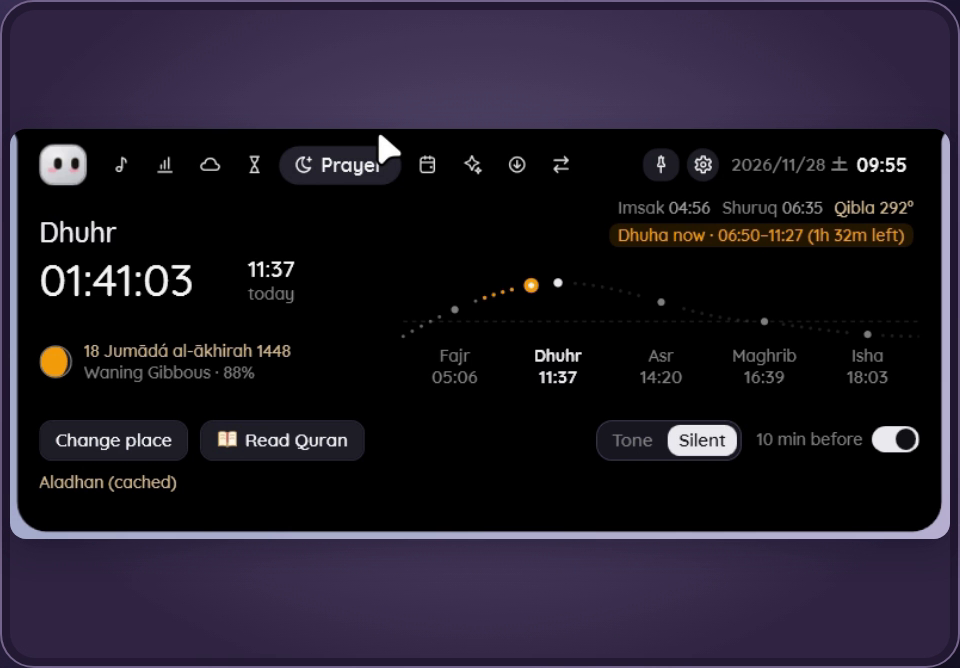 Prayer
2026/11/28 土 09:55
Imsak 04:56 Shuruq 06:35 Qibla 292°
Dhuha now · 06:50–11:27 (1h 32m left)
Dhuhr
01:41:03
11:37
today
18 Jumādá al-ākhirah 1448
Waning Gibbous · 88%
Fajr Dhuhr Asr Maghrib Isha
05:06 11:37 14:20 16:39 18:03
Change place
Read Quran
Tone Silent
10 min before
Aladhan (cached)